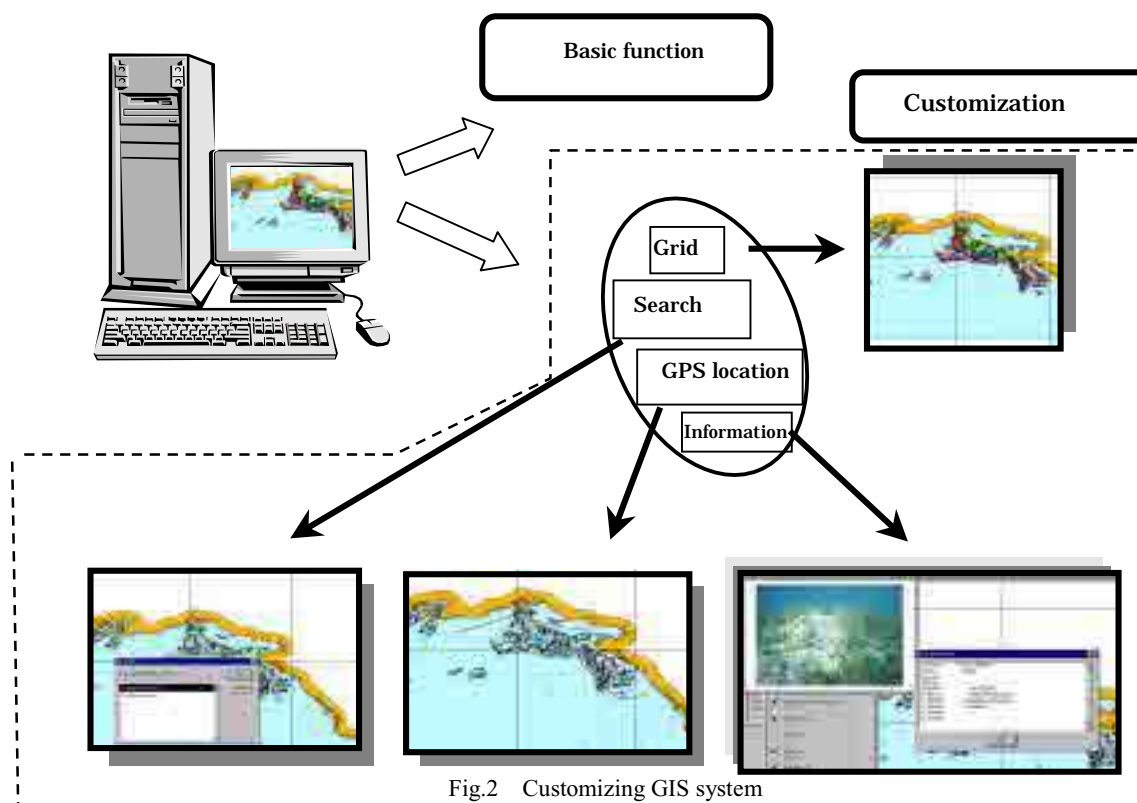 Basic function
Customization
Grid
Search
GPS location
Information
Fig.2 Customizing GIS system